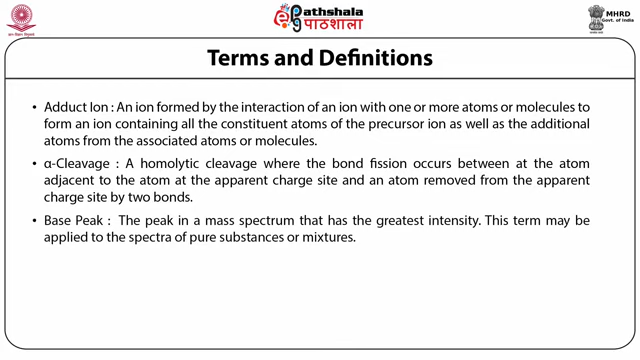 ePathshala
पाठशाला
MHRD
Govt. of India
Terms and Definitions
• Adduct Ion : An ion formed by the interaction of an ion with one or more atoms or molecules to
form an ion containing all the constituent atoms of the precursor ion as well as the additional
atoms from the associated atoms or molecules.
• α-Cleavage : A homolytic cleavage where the bond fission occurs between at the atom
adjacent to the atom at the apparent charge site and an atom removed from the apparent
charge site by two bonds.
• Base Peak : The peak in a mass spectrum that has the greatest intensity. This term may be
applied to the spectra of pure substances or mixtures.